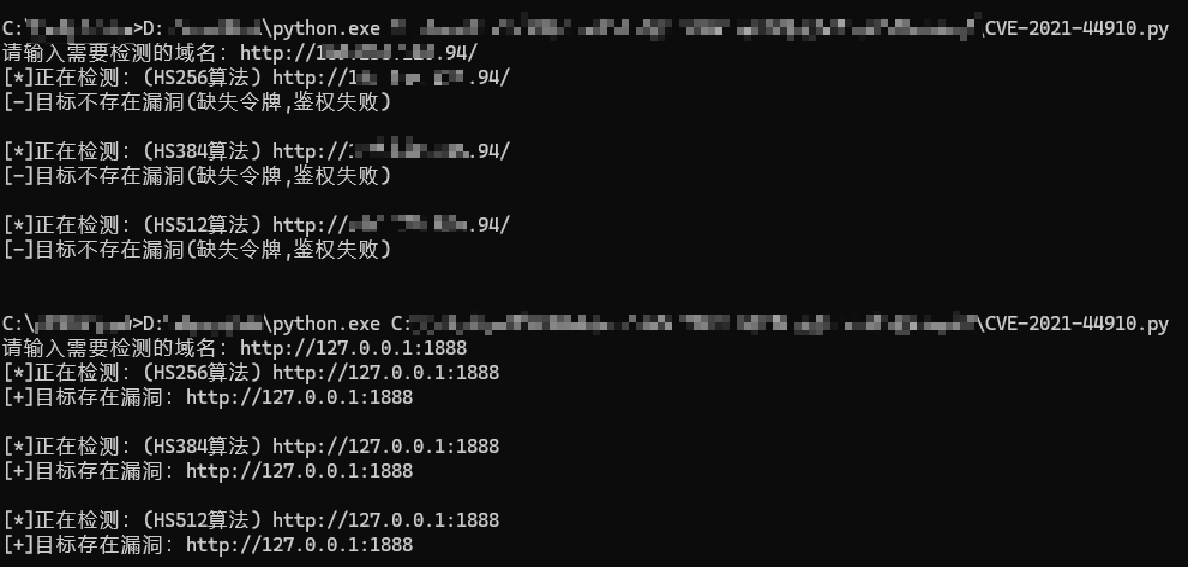 C:\>D:\python.exe \CVE-2021-44910.py
请输入需要检测的域名: http://1.94/
[*]正在检测: (HS256算法) http://1.94/
[-]目标不存在漏洞(缺失令牌,鉴权失败)
[*]正在检测: (HS384算法) http://.94/
[-]目标不存在漏洞(缺失令牌,鉴权失败)
[*]正在检测: (HS512算法) http://.94/
[-]目标不存在漏洞(缺失令牌,鉴权失败)
C:\>D:\python.exe C:\CVE-2021-44910.py
请输入需要检测的域名: http://127.0.0.1:1888
[*]正在检测: (HS256算法) http://127.0.0.1:1888
[+]目标存在漏洞: http://127.0.0.1:1888
[*]正在检测: (HS384算法) http://127.0.0.1:1888
[+]目标存在漏洞: http://127.0.0.1:1888
[*]正在检测: (HS512算法) http://127.0.0.1:1888
[+]目标存在漏洞: http://127.0.0.1:1888